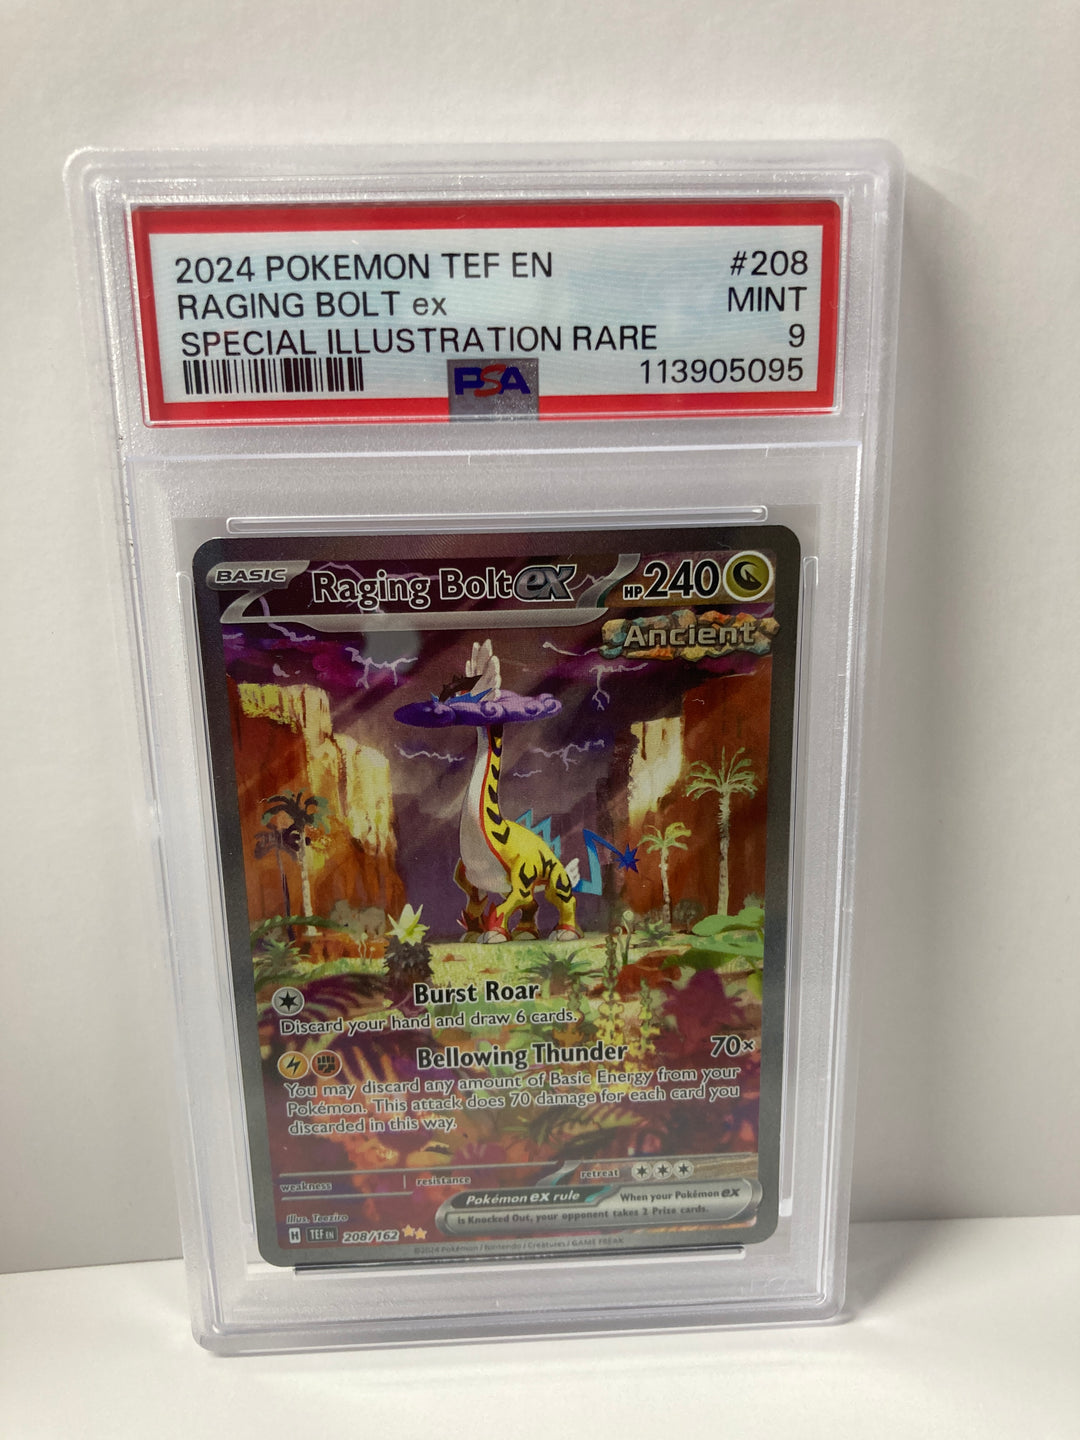 2024 POKEMON TEF EN #208
RAGING BOLT ex MINT
SPECIAL ILLUSTRATION RARE 9
PSA 113905095
BASIC Raging Bolt ex HP 240
Ancient
Burst Roar
Discard your hand and draw 6 cards.
Bellowing Thunder 70×
You may discard any amount of Basic Energy from your
Pokémon. This attack does 70 damage for each card you
discarded in this way.
weakness resistance retreat
Pokémon ex rule When your Pokémon ex
is Knocked Out, your opponent takes 2 Prize cards.
Illus. Teeziro
H TEF EN 208/162
©2024 Pokémon / Nintendo / Creatures / GAME FREAK